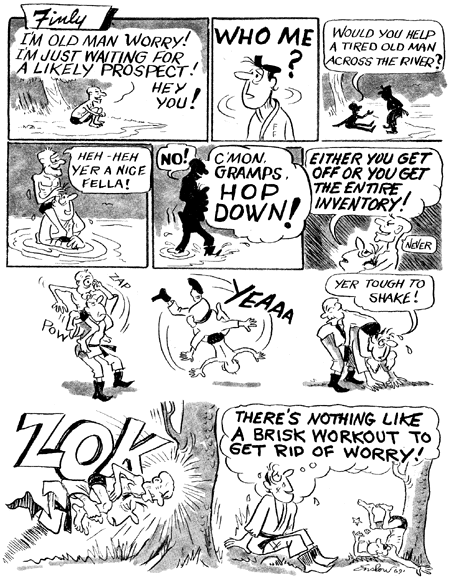 Finly
I'M OLD MAN WORRY!
I'M JUST WAITING FOR
A LIKELY PROSPECT!
HEY
YOU!
WHO ME
?
WOULD YOU HELP
A TIRED OLD MAN
ACROSS THE RIVER?
HEH-HEH
YER A NICE
FELLA!
NO!
C'MON,
GRAMPS,
HOP
DOWN!
EITHER YOU GET
OFF OR YOU GET
THE ENTIRE
INVENTORY!
NEVER
ZAP
POW
YEAAA
YER TOUGH TO
SHAKE!
ZOK
THERE'S NOTHING LIKE
A BRISK WORKOUT TO
GET RID OF WORRY!
Enslow 69.